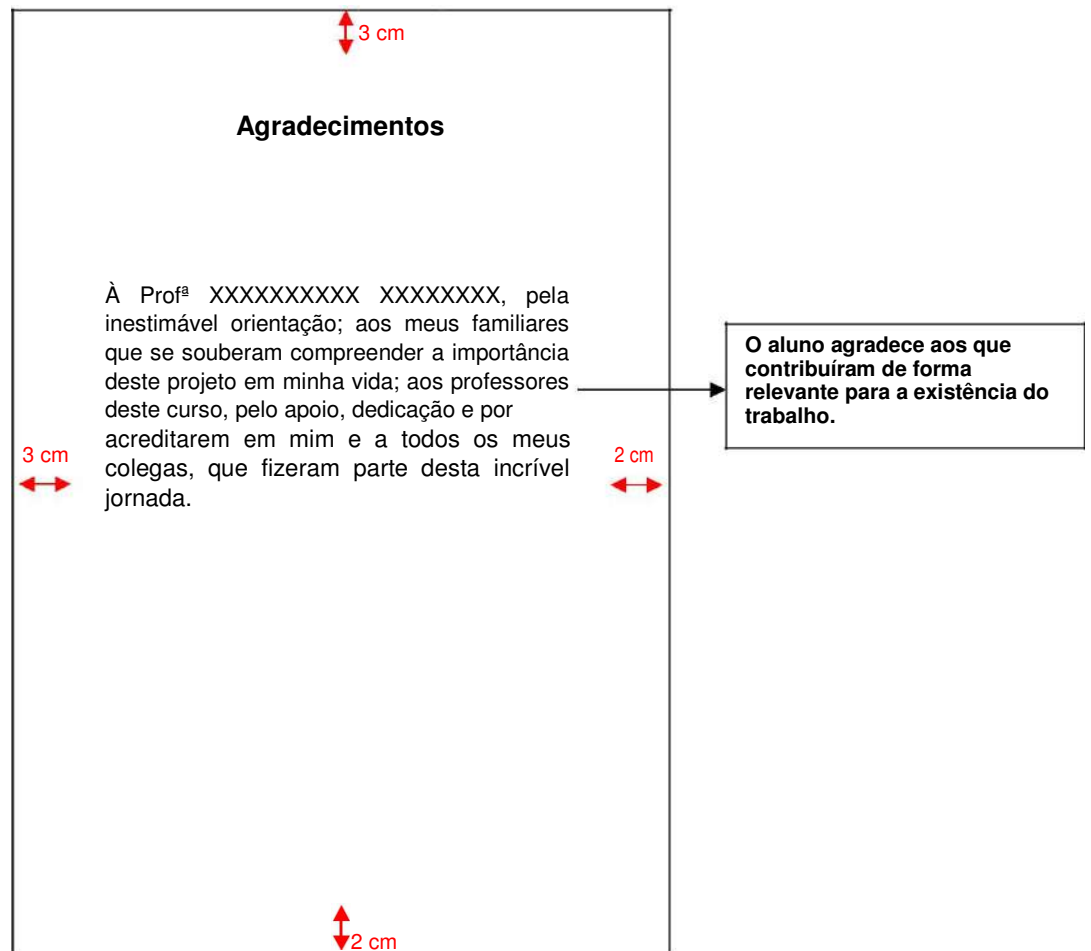 3 cm
Agradecimentos
À Profª XXXXXXXXXX XXXXXXXX, pela
inestimável orientação; aos meus familiares
que se souberam compreender a importância
deste projeto em minha vida; aos professores
deste curso, pelo apoio, dedicação e por
acreditarem em mim e a todos os meus
colegas, que fizeram parte desta incrível
jornada.
O aluno agradece aos que
contribuíram de forma
relevante para a existência do
trabalho.
3 cm
2 cm
2 cm